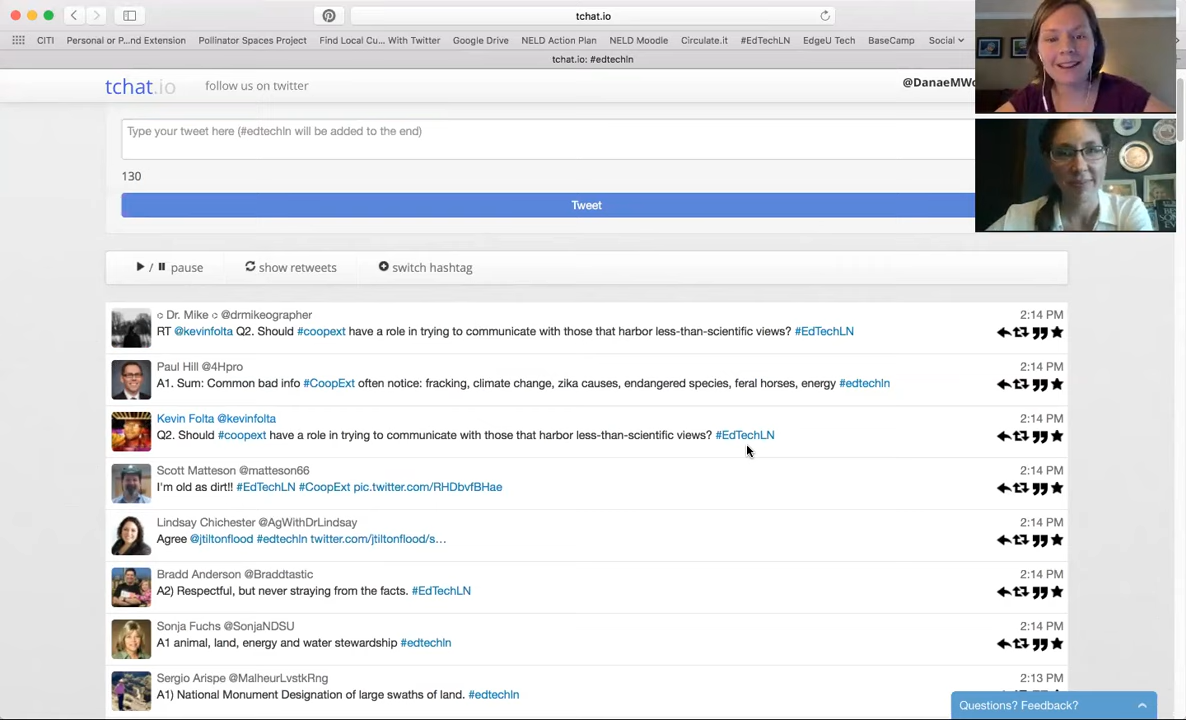 tchat.io
CITI Personal or P...nd Extension Pollinator Spaces Project Find Local Cu... With Twitter Google Drive NELD Action Plan NELD Moodle Circulate.it #EdTechLN EdgeU Tech BaseCamp Social
tchat.io: #edtechln
tchat.io follow us on twitter @DanaeMWo
Type your tweet here (#edtechln will be added to the end)
130
Tweet
/ pause show retweets switch hashtag
Dr. Mike @drmikeographer 2:14 PM
RT @kevinfolta Q2. Should #coopext have a role in trying to communicate with those that harbor less-than-scientific views? #EdTechLN
Paul Hill @4Hpro 2:14 PM
A1. Sum: Common bad info #CoopExt often notice: fracking, climate change, zika causes, endangered species, feral horses, energy #edtechln
Kevin Folta @kevinfolta 2:14 PM
Q2. Should #coopext have a role in trying to communicate with those that harbor less-than-scientific views? #EdTechLN
Scott Matteson @matteson66 2:14 PM
I'm old as dirt!! #EdTechLN #CoopExt pic.twitter.com/RHDbvfBHae
Lindsay Chichester @AgWithDrLindsay 2:14 PM
Agree @jtiltonflood #edtechln twitter.com/jtiltonflood/s...
Bradd Anderson @Braddtastic 2:14 PM
A2) Respectful, but never straying from the facts. #EdTechLN
Sonja Fuchs @SonjaNDSU 2:14 PM
A1 animal, land, energy and water stewardship #edtechln
Sergio Arispe @MalheurLvstkRng 2:13 PM
A1) National Monument Designation of large swaths of land. #edtechln
Questions? Feedback?